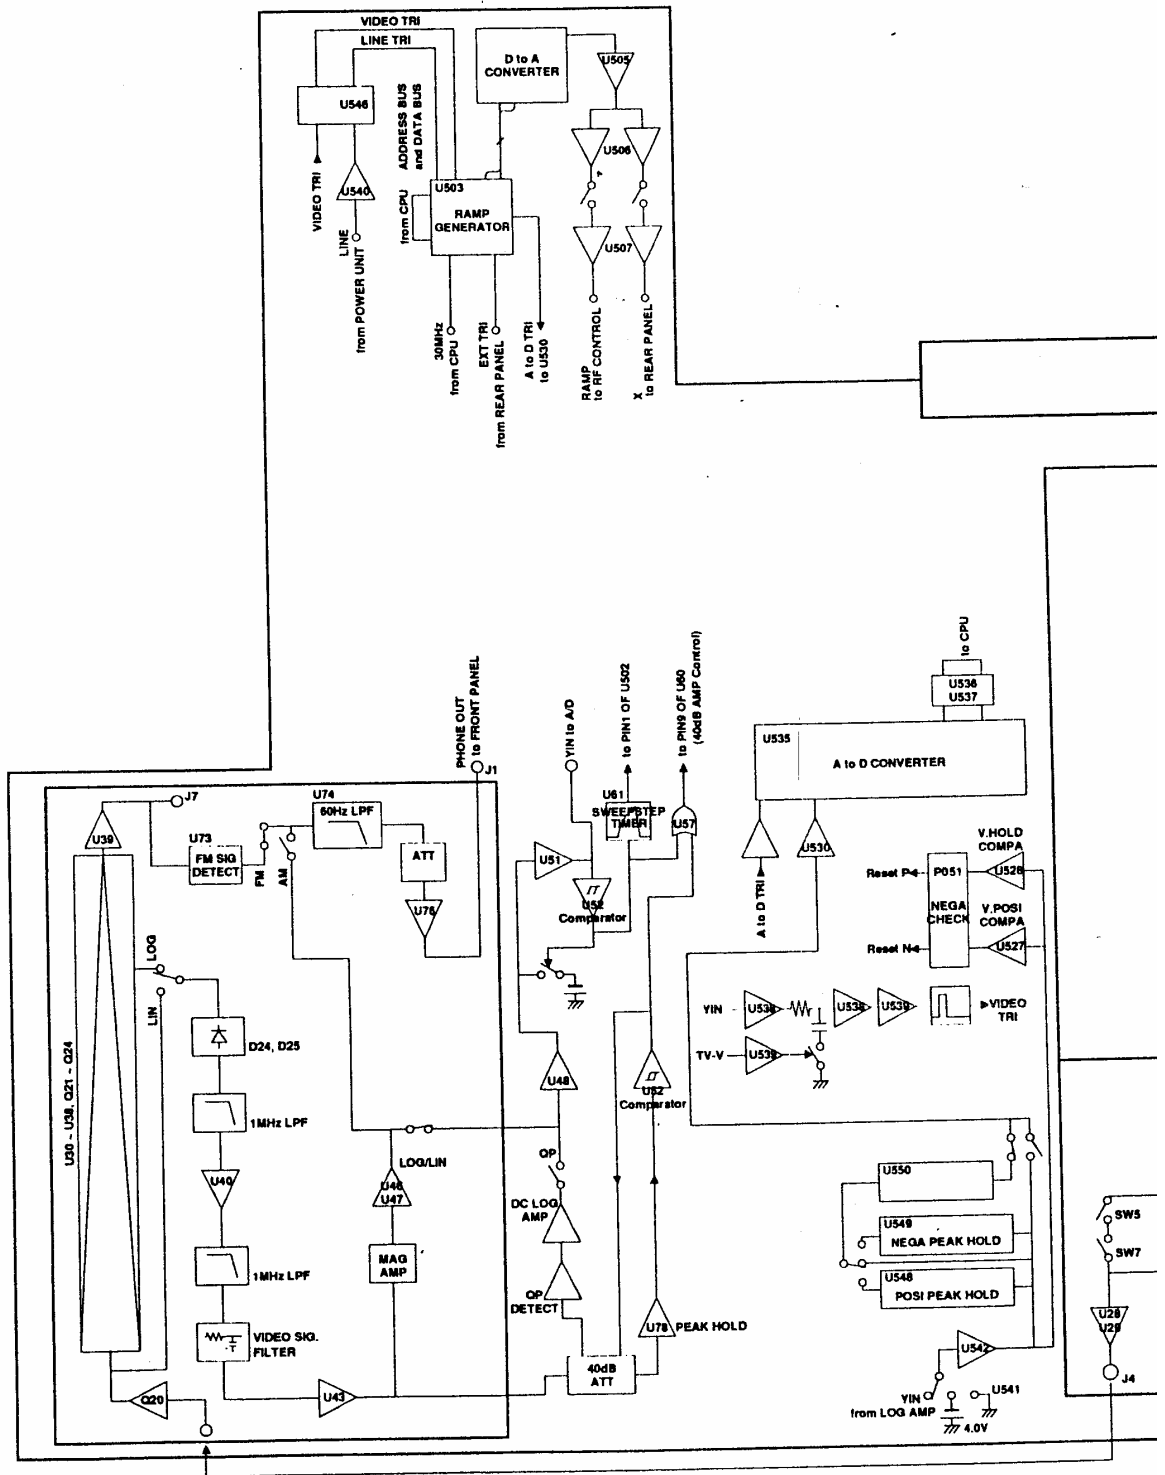 VIDEO TRI
LINE TRI
D to A
CONVERTER
U505
U546
ADDRESS BUS
and DATA BUS
U506
VIDEO TRI
U540
from CPU
U503
RAMP
GENERATOR
U507
LINE
from POWER UNIT
30MHz
from CPU
EXT TRI
from REAR PANEL
A to D TRI
to U530
RAMP
to RF CONTROL
X
to REAR PANEL
to CPU
U536
U537
PHONE OUT
to FRONT PANEL
J1
YIN to A/D
to PIN1 OF U502
to PIN9 OF U60
(40dB AMP Control)
U535
A to D CONVERTER
J7
U39
U73
FM SIG
DETECT
FM
AM
U74
60Hz LPF
ATT
U76
U61
SWEEPSTEP
TIMER
U57
U51
U52
Comparator
A to D TRI
U530
V.HOLD
COMPA
U526
Reset P
P051
NEGA
CHECK
V.POSI
COMPA
U527
Reset N
LOG
LIN
U30 ~ U38, Q21 ~ Q24
D24, D25
1MHz LPF
U40
1MHz LPF
VIDEO SIG.
FILTER
U43
Q20
YIN
U538
U538
U539
VIDEO
TRI
TV-V
U539
U48
U52
Comparator
LOG/LIN
U46
U47
MAG
AMP
QP
DC LOG
AMP
QP
DETECT
U78
PEAK HOLD
40dB
ATT
U550
U549
NEGA PEAK HOLD
U548
POSI PEAK HOLD
U542
YIN
from LOG AMP
U541
4.0V
SW5
SW7
U28
U29
J4